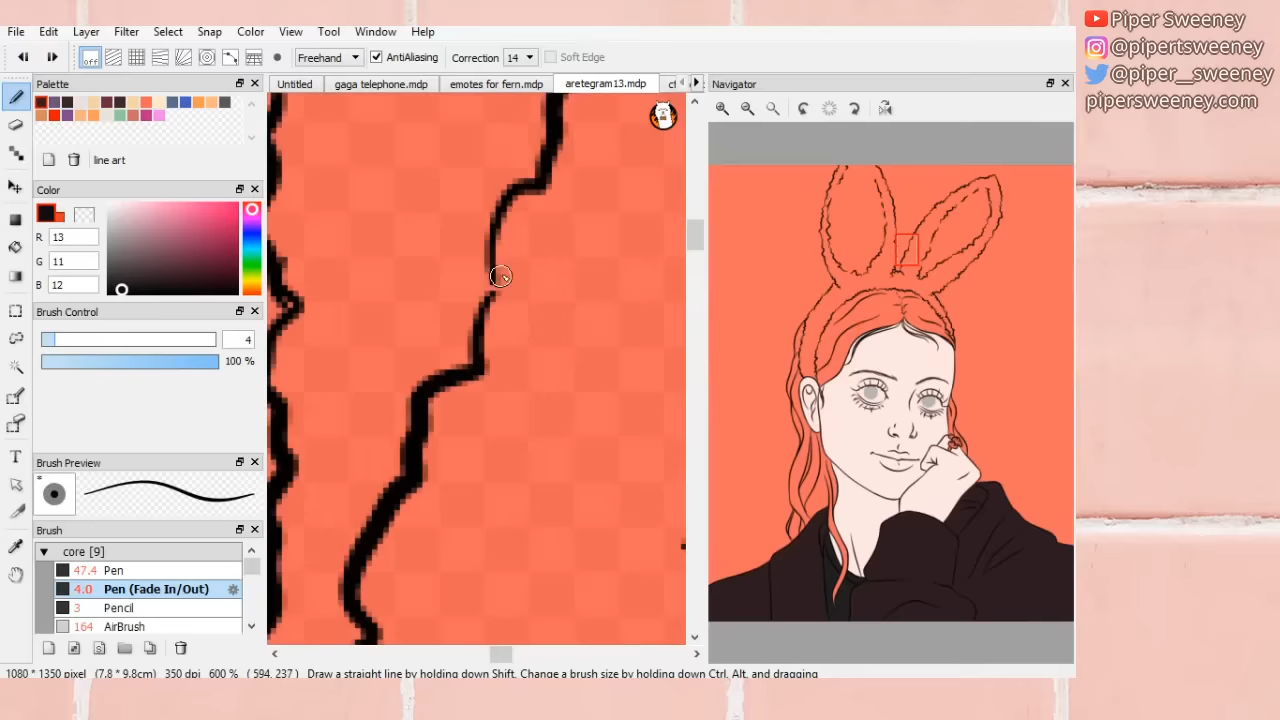 Piper Sweeney
@pipertsweeney
@piper__sweeney
pipersweeney.com
File Edit Layer Filter Select Snap Color View Tool Window Help
off Freehand AntiAliasing Correction 14 Soft Edge
Palette
Untitled gaga telephone.mdp emotes for fern.mdp aretegram13.mdp
Navigator
line art
Color
R 13
G 11
B 12
Brush Control
4
100 %
Brush Preview
*
Brush
core [9]
47.4 Pen
4.0 Pen (Fade In/Out)
3 Pencil
164 AirBrush
1080 * 1350 pixel (7.8 * 9.8cm) 350 dpi 600 % ( 594, 237 ) Draw a straight line by holding down Shift, Change a brush size by holding down Ctrl, Alt, and dragging